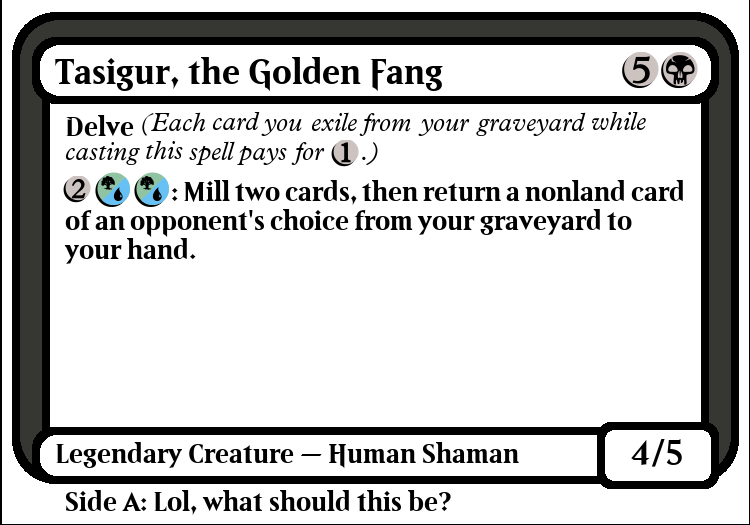 Tasigur, the Golden Fang 5
Delve (Each card you exile from your graveyard while
casting this spell pays for 1.)
2: Mill two cards, then return a nonland card
of an opponent's choice from your graveyard to
your hand.
Legendary Creature — Human Shaman 4/5
Side A: Lol, what should this be?